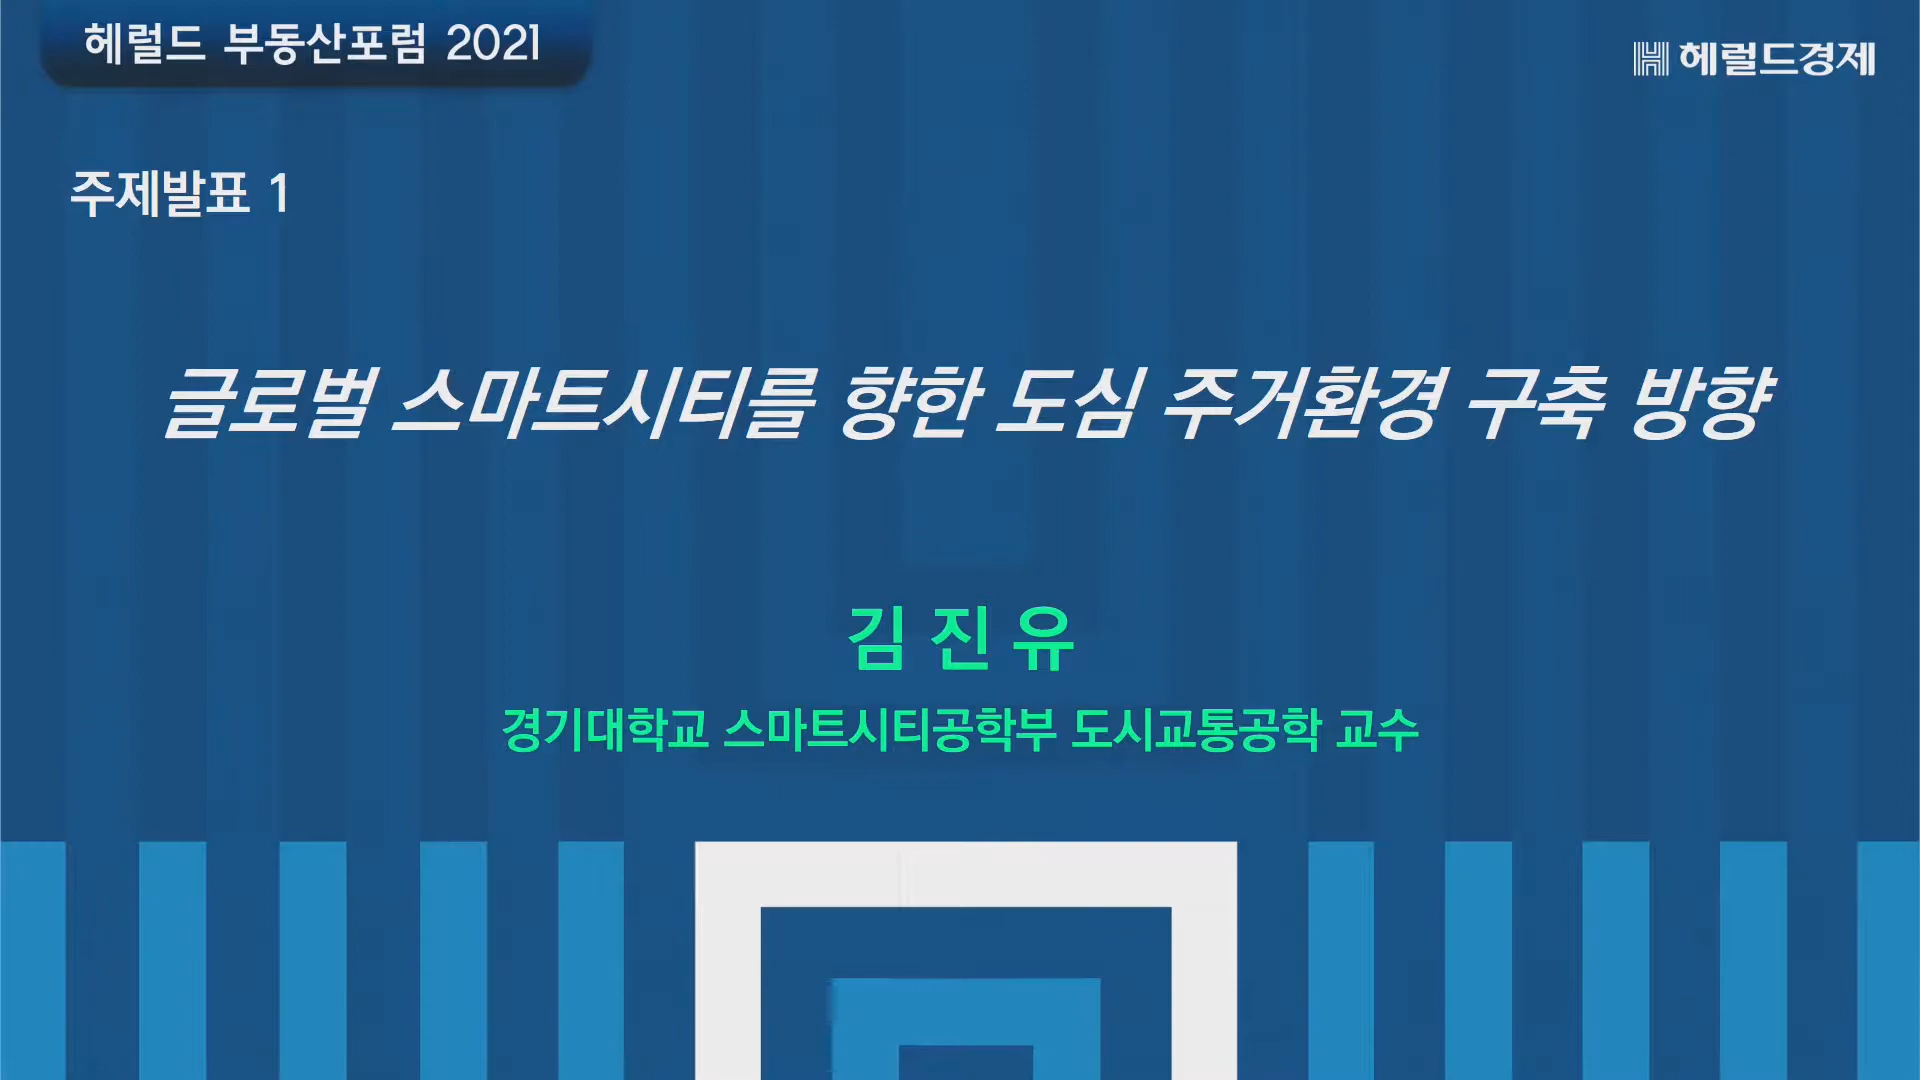 헤럴드 부동산포럼 2021
헤럴드경제
주제발표 1
글로벌 스마트시티를 향한 도심 주거환경 구축 방향
김진유
경기대학교 스마트시티공학부 도시교통공학 교수